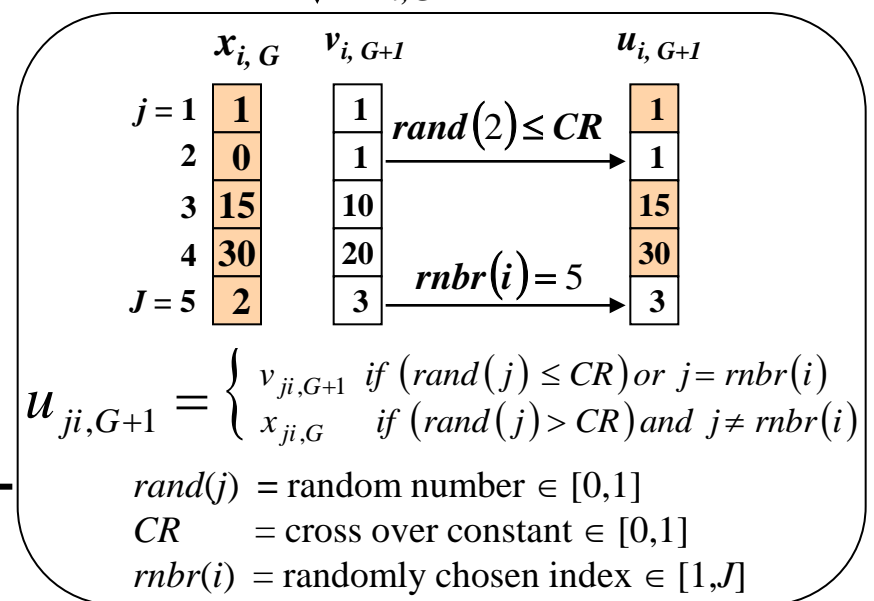 x_{i, G} v_{i, G+1} u_{i, G+1}
j = 1 1 1 1
rand(2) ≤ CR
2 0 1 1
3 15 10 15
4 30 20 30
rnbr(i) = 5
J = 5 2 3 3
u_{ji,G+1} = { v_{ji,G+1} if (rand(j) ≤ CR) or j = rnbr(i)
x_{ji,G} if (rand(j) > CR) and j ≠ rnbr(i)
rand(j) = random number ∈ [0,1]
CR = cross over constant ∈ [0,1]
rnbr(i) = randomly chosen index ∈ [1,J]